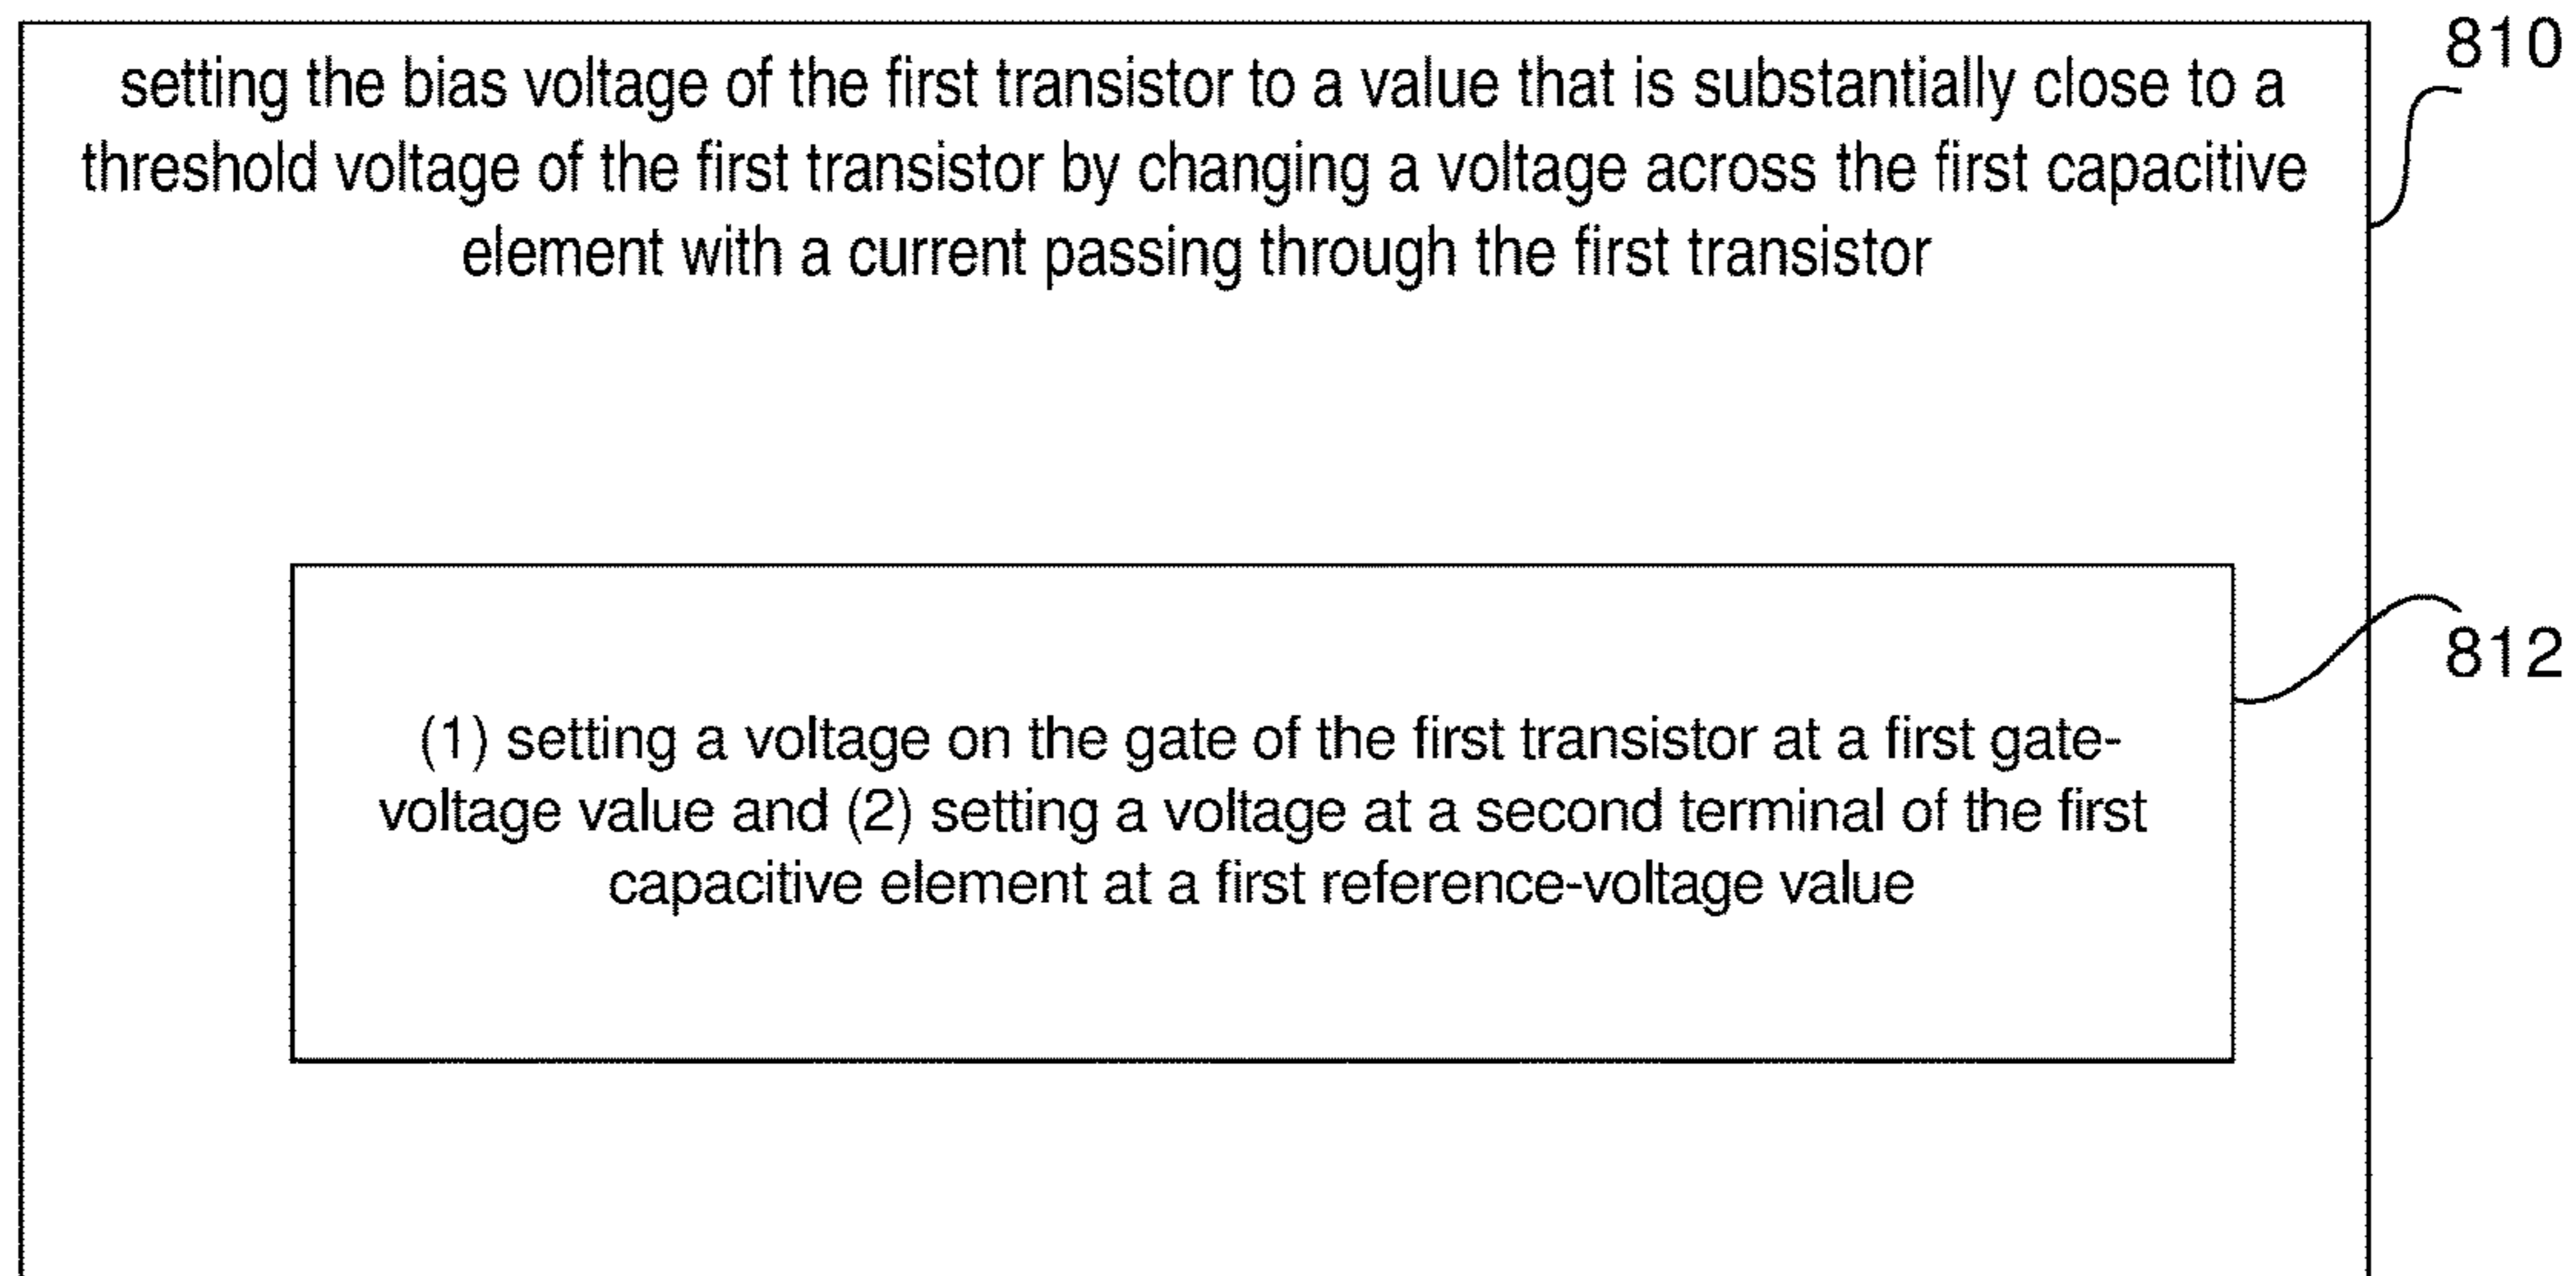 810
setting the bias voltage of the first transistor to a value that is substantially close to a
threshold voltage of the first transistor by changing a voltage across the first capacitive
element with a current passing through the first transistor
812
(1) setting a voltage on the gate of the first transistor at a first gate-
voltage value and (2) setting a voltage at a second terminal of the first
capacitive element at a first reference-voltage value